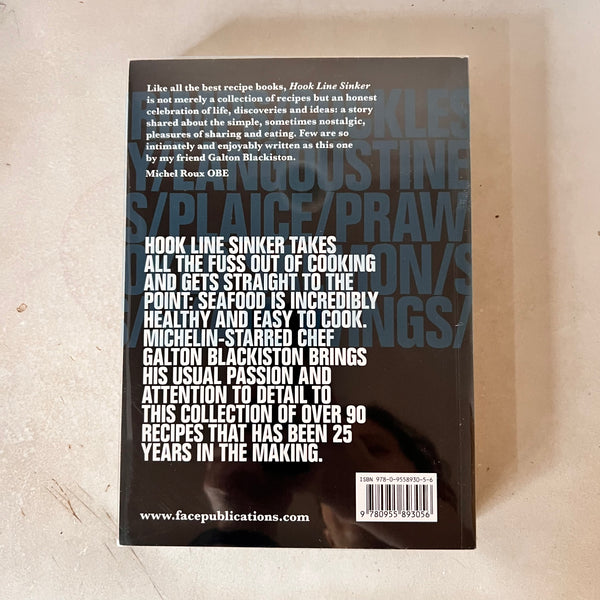 Like all the best recipe books, Hook Line Sinker
is not merely a collection of recipes but an honest
celebration of life, discoveries and ideas: a story
shared about the simple, sometimes nostalgic,
pleasures of sharing and eating. Few are so
intimately and enjoyably written as this one
by my friend Galton Blackiston.
Michel Roux OBE
KLES
Y/LANGOUSTINE
S/PLAICE/PRAW
MON/S
INGS/
HOOK LINE SINKER TAKES
ALL THE FUSS OUT OF COOKING
AND GETS STRAIGHT TO THE
POINT: SEAFOOD IS INCREDIBLY
HEALTHY AND EASY TO COOK.
MICHELIN-STARRED CHEF
GALTON BLACKISTON BRINGS
HIS USUAL PASSION AND
ATTENTION TO DETAIL TO
THIS COLLECTION OF OVER 90
RECIPES THAT HAS BEEN 25
YEARS IN THE MAKING.
ISBN 978-0-9558930-5-6
9 780955 893056
www.facepublications.com